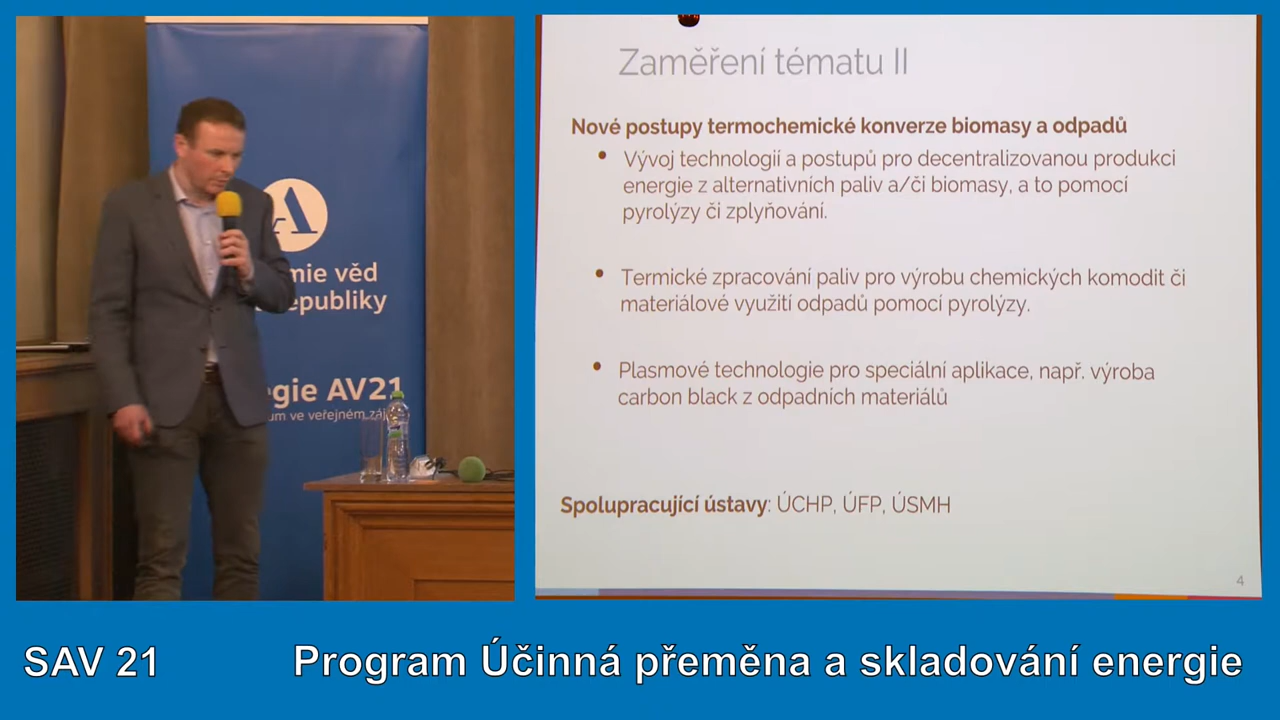 A
mie věd
epubliky
egie AV21
um ve veřejném záj
Zaměření tématu II
Nové postupy termochemické konverze biomasy a odpadů
• Vývoj technologií a postupů pro decentralizovanou produkci
energie z alternativních paliv a/či biomasy, a to pomocí
pyrolýzy či zplyňování.
• Termické zpracování paliv pro výrobu chemických komodit či
materiálové využití odpadů pomocí pyrolýzy.
• Plasmové technologie pro speciální aplikace, např. výroba
carbon black z odpadních materiálů
Spolupracující ústavy: ÚCHP, ÚFP, ÚSMH
4
SAV 21 Program Účinná přeměna a skladování energie